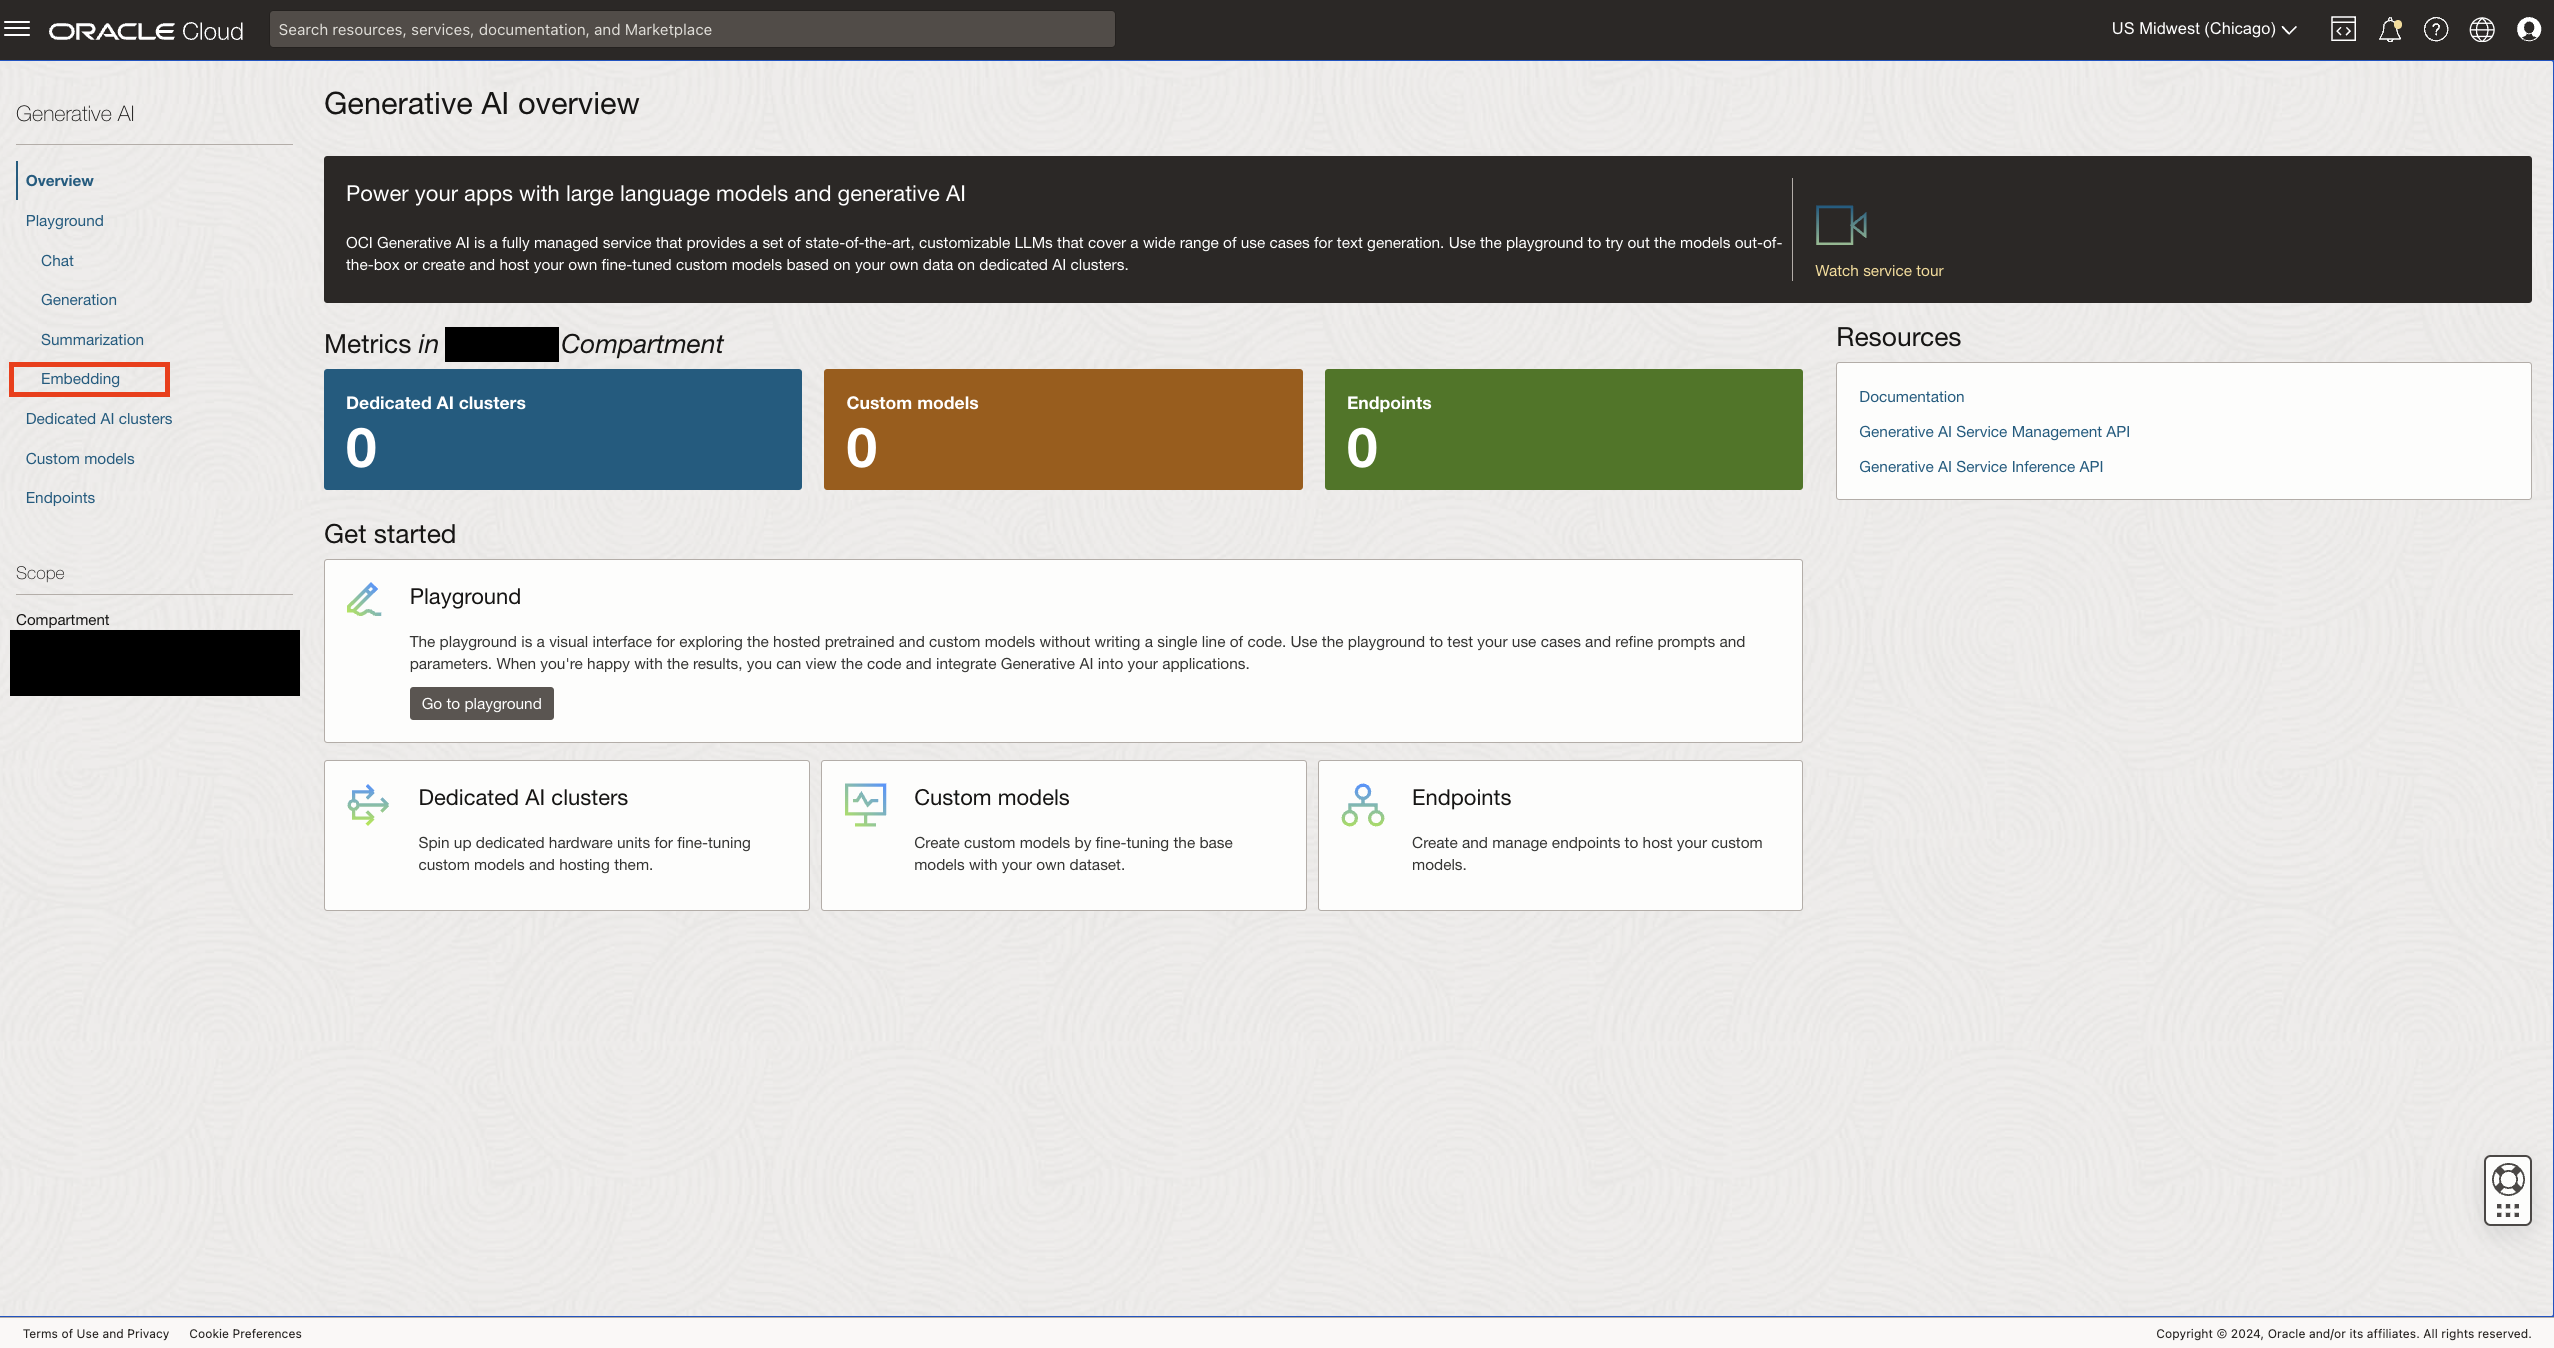 ORACLE Cloud
Search resources, services, documentation, and Marketplace
US Midwest (Chicago)
Generative AI
Overview
Playground
Chat
Generation
Summarization
Embedding
Dedicated AI clusters
Custom models
Endpoints
Scope
Compartment
Generative AI overview
Power your apps with large language models and generative AI
OCI Generative AI is a fully managed service that provides a set of state-of-the-art, customizable LLMs that cover a wide range of use cases for text generation. Use the playground to try out the models out-of-
the-box or create and host your own fine-tuned custom models based on your own data on dedicated AI clusters.
Watch service tour
Metrics in Compartment
Dedicated AI clusters
0
Custom models
0
Endpoints
0
Resources
Documentation
Generative AI Service Management API
Generative AI Service Inference API
Get started
Playground
The playground is a visual interface for exploring the hosted pretrained and custom models without writing a single line of code. Use the playground to test your use cases and refine prompts and
parameters. When you're happy with the results, you can view the code and integrate Generative AI into your applications.
Go to playground
Dedicated AI clusters
Spin up dedicated hardware units for fine-tuning
custom models and hosting them.
Custom models
Create custom models by fine-tuning the base
models with your own dataset.
Endpoints
Create and manage endpoints to host your custom
models.
Terms of Use and Privacy
Cookie Preferences
Copyright © 2024, Oracle and/or its affiliates. All rights reserved.